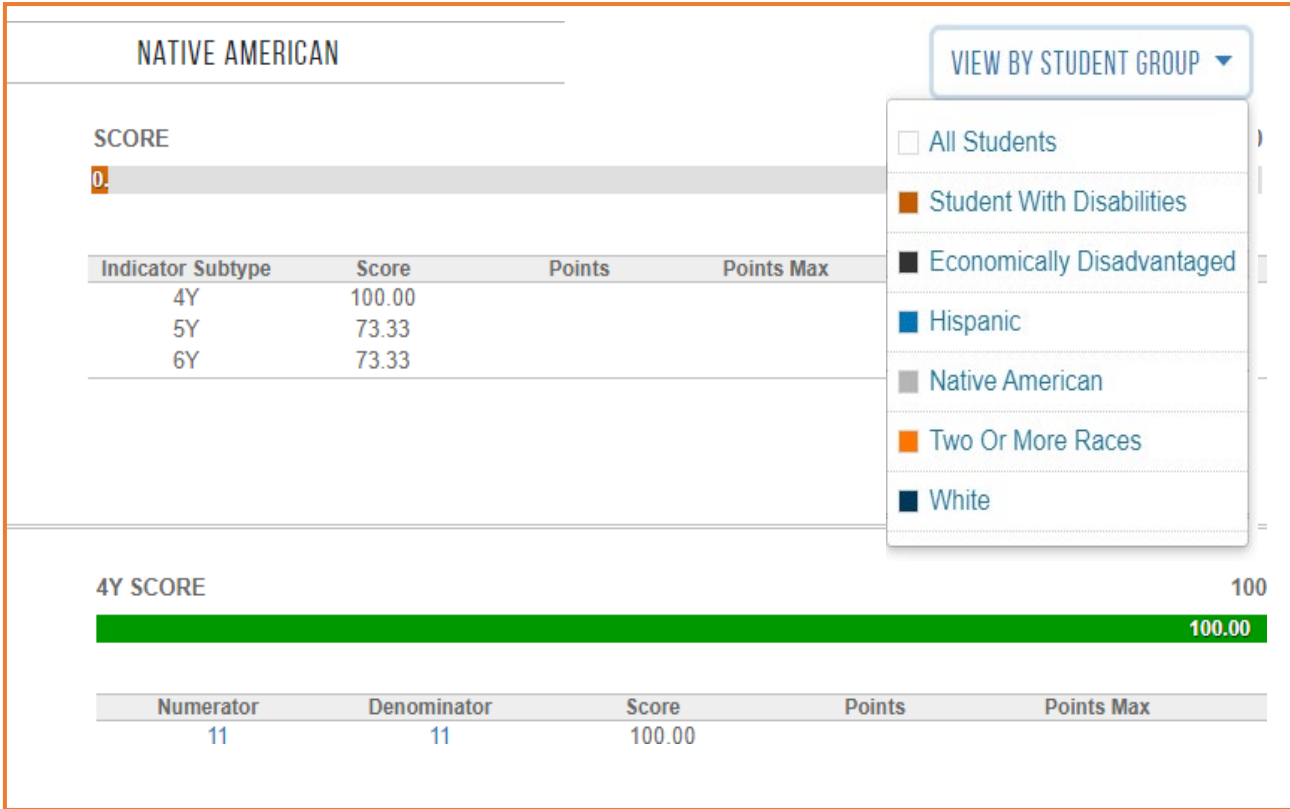 NATIVE AMERICAN
VIEW BY STUDENT GROUP
SCORE
0.
All Students
Student With Disabilities
Economically Disadvantaged
Hispanic
Native American
Two Or More Races
White
Indicator Subtype Score Points Points Max
4Y 100.00
5Y 73.33
6Y 73.33
4Y SCORE 100
100.00
Numerator Denominator Score Points Points Max
11 11 100.00